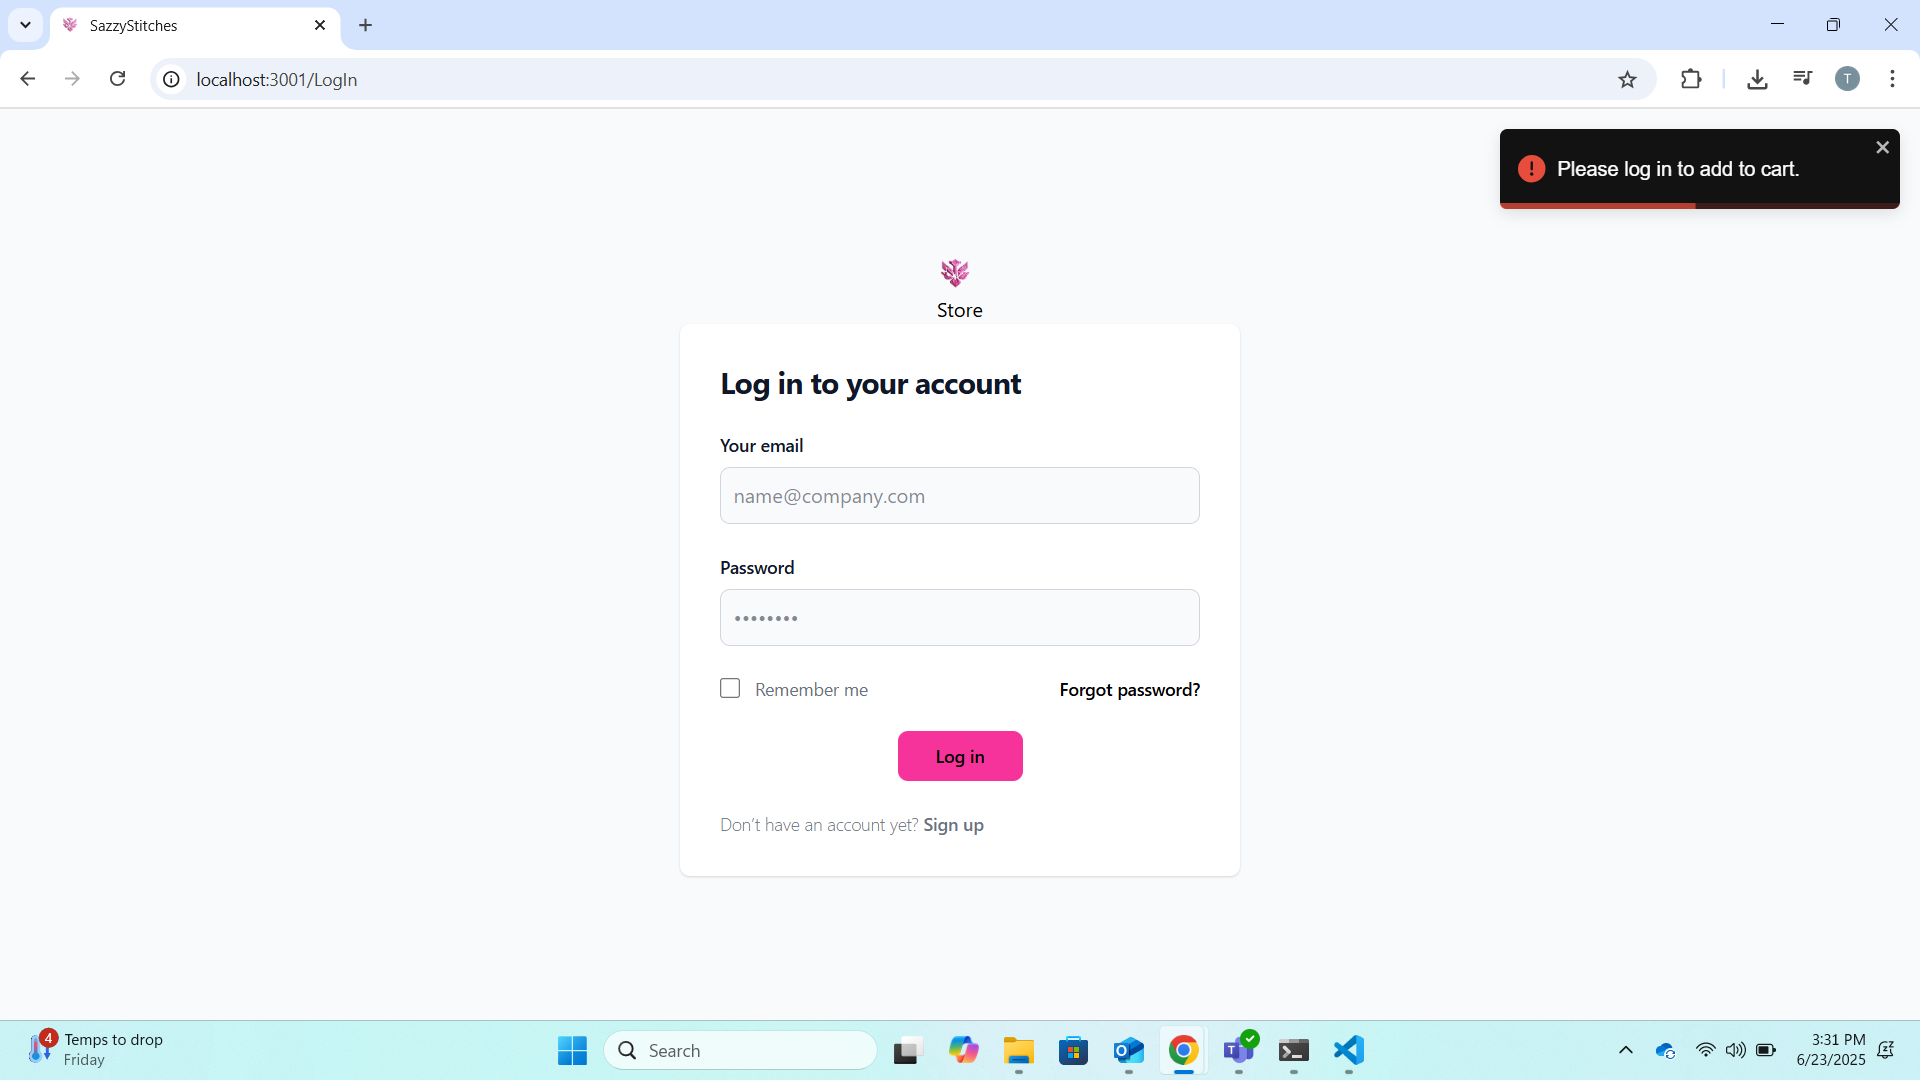 SazzyStitches
localhost:3001/LogIn
T
Please log in to add to cart.
Store
Log in to your account
Your email
name@company.com
Password
••••••••
Remember me
Forgot password?
Log in
Don’t have an account yet? Sign up
4
Temps to drop
Friday
Search
3:31 PM
6/23/2025